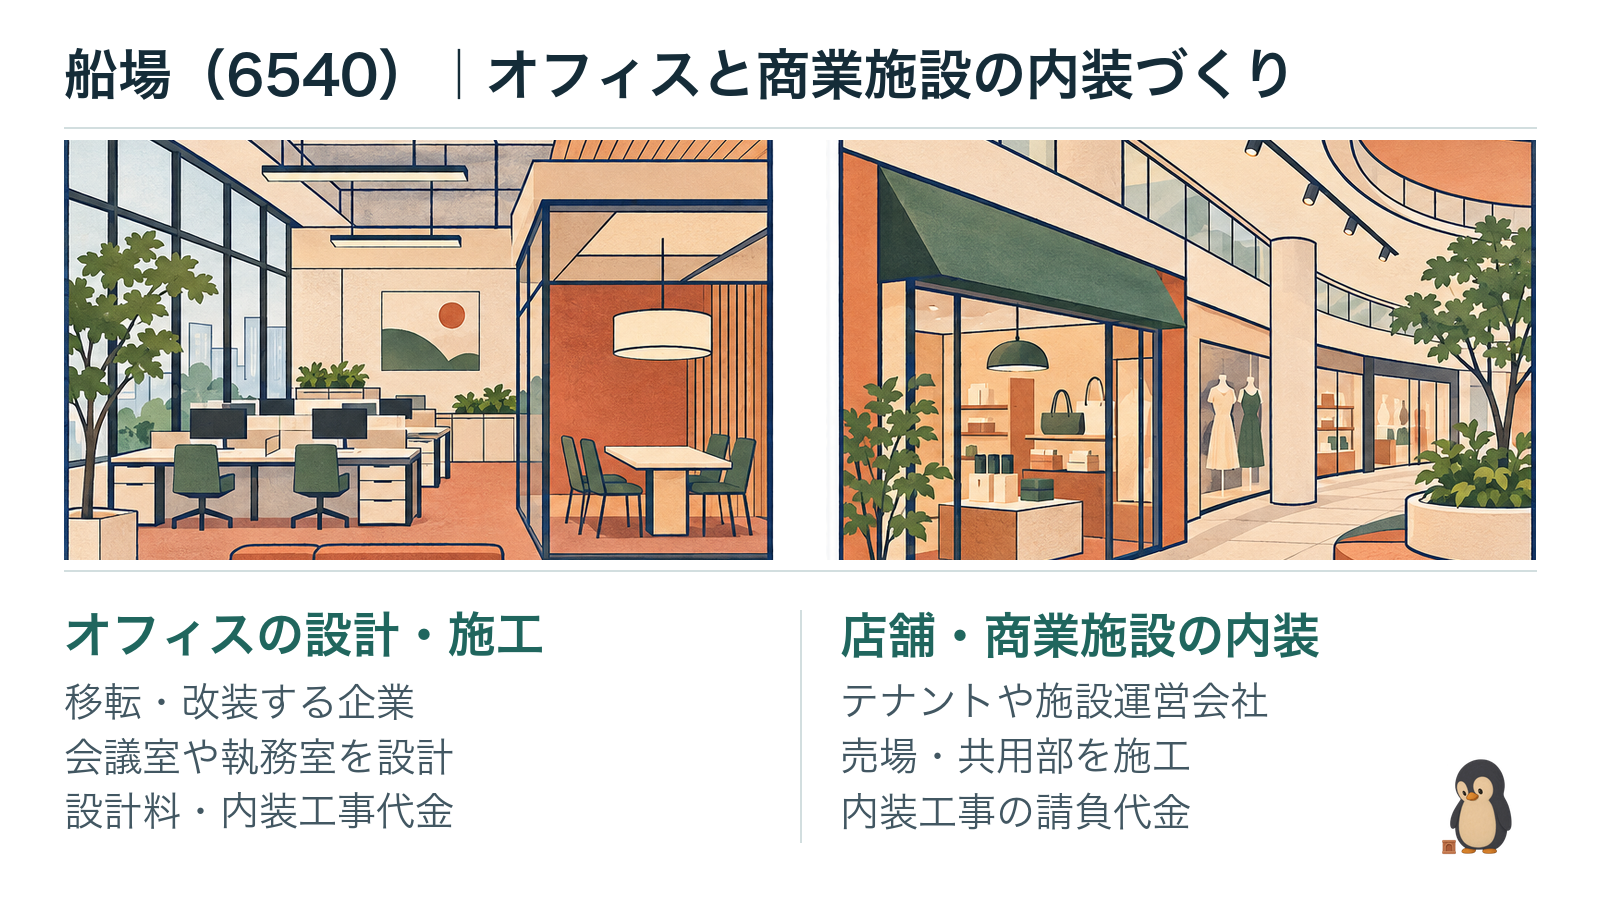 船場（6540）｜オフィスと商業施設の内装づくり
オフィスの設計・施工
移転・改装する企業
会議室や執務室を設計
設計料・内装工事代金
店舗・商業施設の内装
テナントや施設運営会社
売場・共用部を施工
内装工事の請負代金